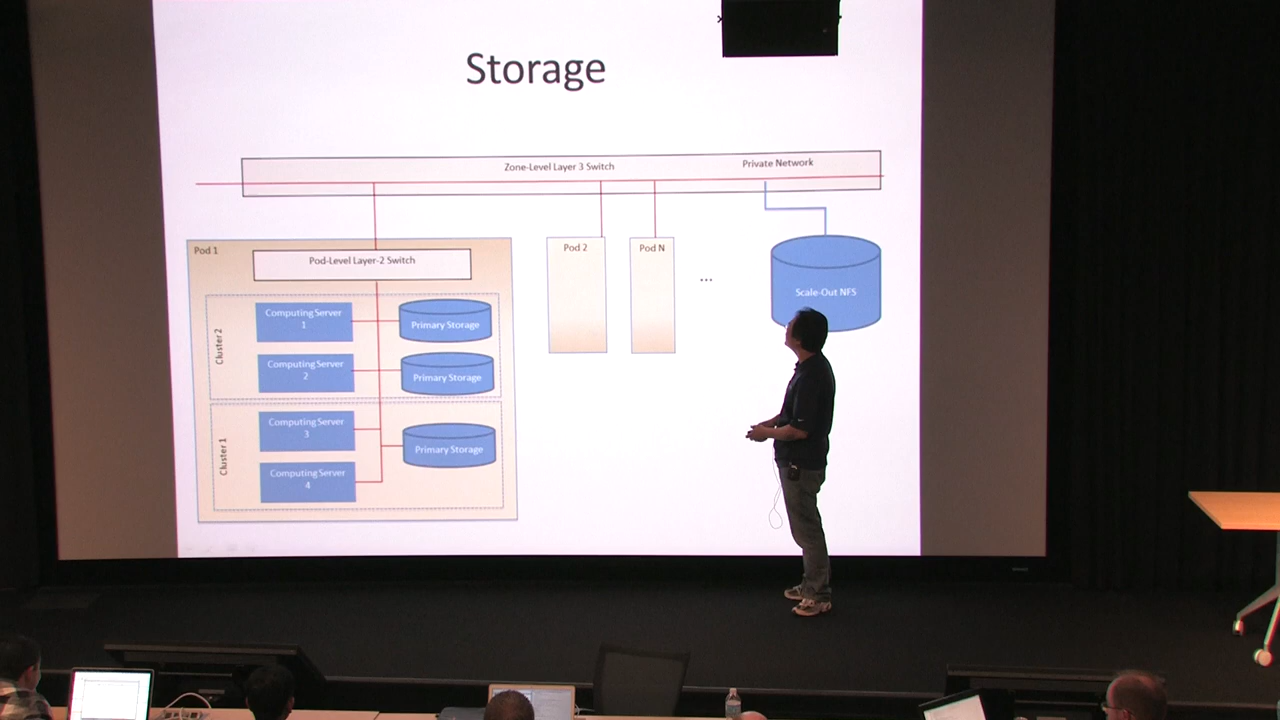 Storage
Zone-Level Layer 3 Switch
Private Network
Pod 1
Pod-Level Layer-2 Switch
Cluster 2
Computing Server
1
Primary Storage
Computing Server
2
Primary Storage
Cluster 1
Computing Server
3
Primary Storage
Computing Server
4
Pod 2
Pod N
...
Scale-Out NFS